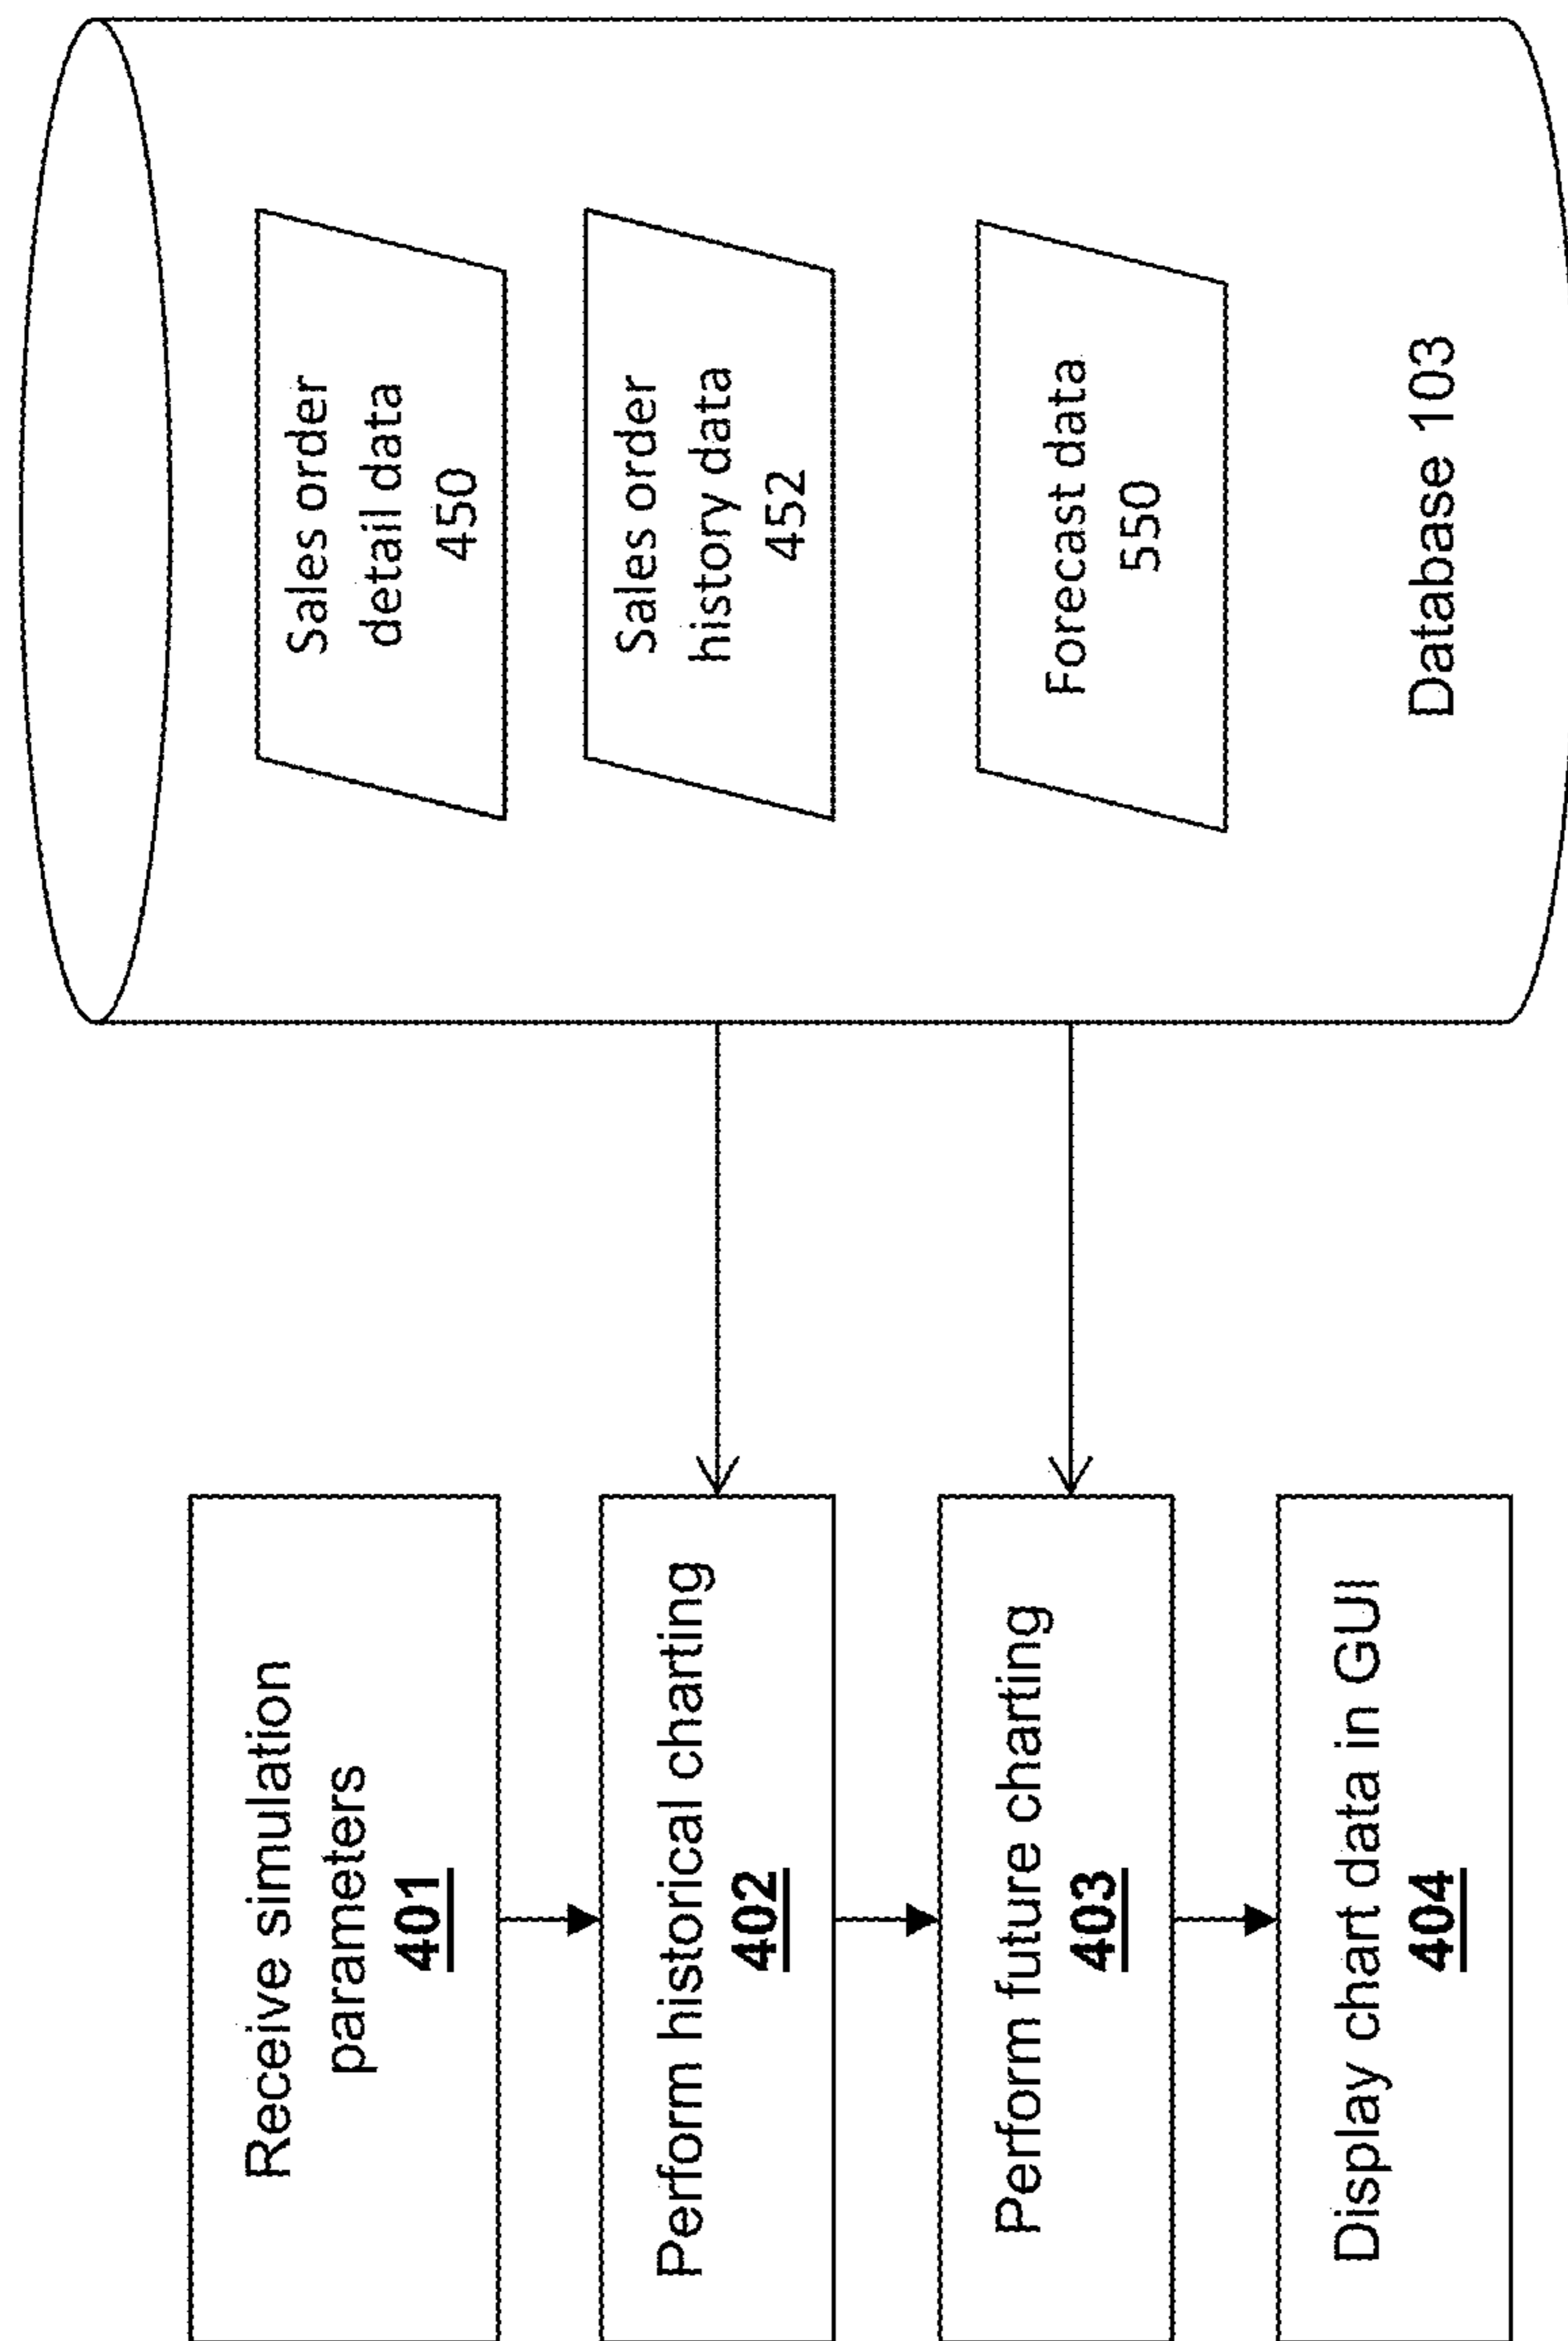 Receive simulation
parameters
401
Perform historical charting
402
Perform future charting
403
Display chart data in GUI
404
Sales order
detail data
450
Sales order
history data
452
Forecast data
550
Database 103